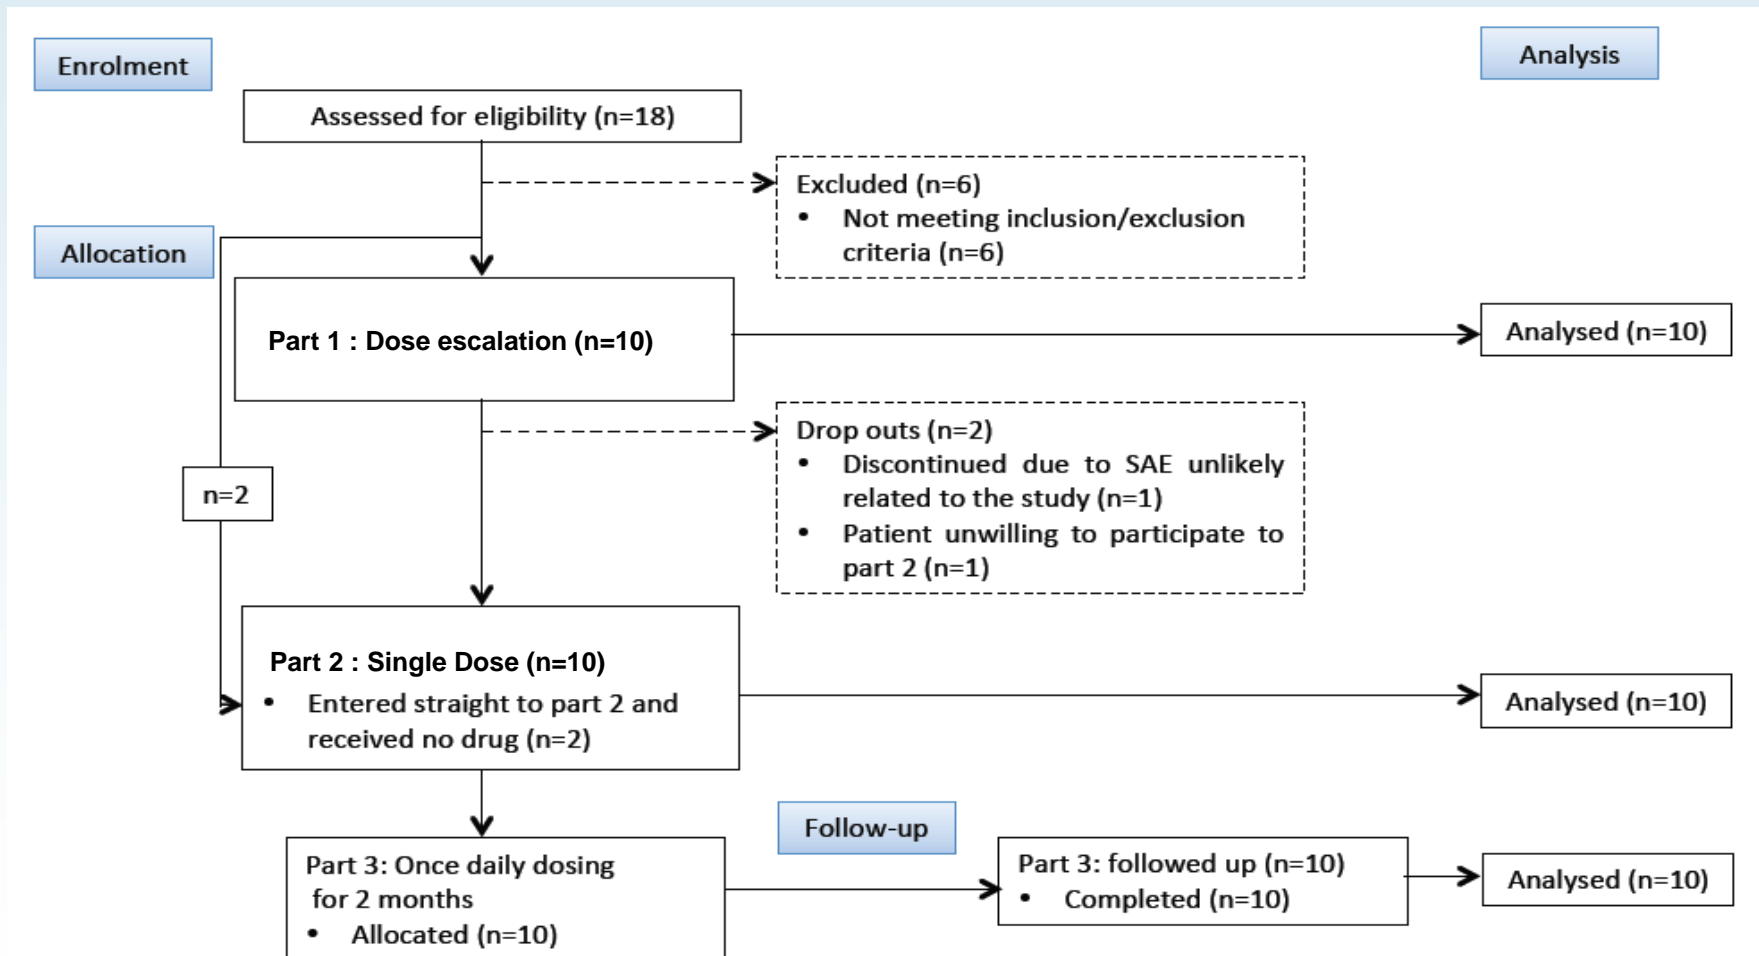 Enrolment
Analysis
Assessed for eligibility (n=18)
Excluded (n=6)
• Not meeting inclusion/exclusion
criteria (n=6)
Allocation
Part 1 : Dose escalation (n=10)
Analysed (n=10)
Drop outs (n=2)
• Discontinued due to SAE unlikely
related to the study (n=1)
• Patient unwilling to participate to
part 2 (n=1)
n=2
Part 2 : Single Dose (n=10)
• Entered straight to part 2 and
received no drug (n=2)
Analysed (n=10)
Follow-up
Part 3: Once daily dosing
for 2 months
• Allocated (n=10)
Part 3: followed up (n=10)
• Completed (n=10)
Analysed (n=10)